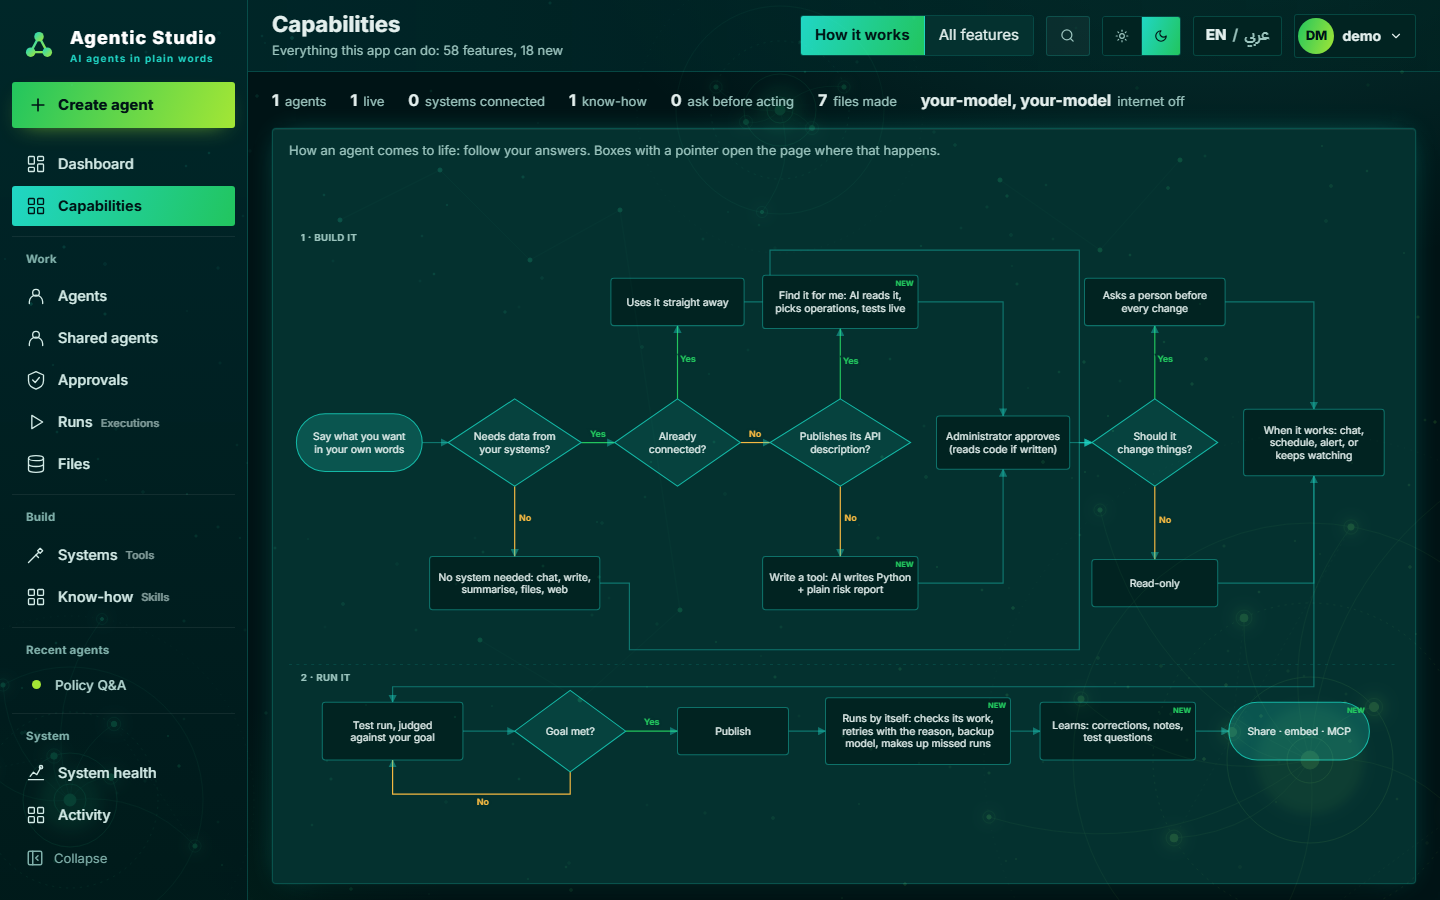 Agentic Studio
AI agents in plain words
Create agent
Dashboard
Capabilities
Work
Agents
Shared agents
Approvals
Runs Executions
Files
Build
Systems Tools
Know-how Skills
Recent agents
Policy Q&A
System
System health
Activity
Collapse
Capabilities
Everything this app can do: 58 features, 18 new
How it works
All features
EN / عربي
DM demo
1 agents
1 live
0 systems connected
1 know-how
0 ask before acting
7 files made
your-model, your-model internet off
How an agent comes to life: follow your answers. Boxes with a pointer open the page where that happens.
1 · BUILD IT
Uses it straight away
NEW
Find it for me: AI reads it,
picks operations, tests live
Asks a person before
every change
Yes
Yes
Yes
Say what you want
in your own words
Needs data from
your systems?
Yes
Already
connected?
No
Publishes its API
description?
Administrator approves
(reads code if written)
Should it
change things?
When it works: chat,
schedule, alert, or
keeps watching
No
No
No
No system needed: chat, write,
summarise, files, web
NEW
Write a tool: AI writes Python
+ plain risk report
Read-only
2 · RUN IT
Test run, judged
against your goal
Goal met?
Yes
No
Publish
NEW
Runs by itself: checks its work,
retries with the reason, backup
model, makes up missed runs
NEW
Learns: corrections, notes,
test questions
NEW
Share · embed · MCP